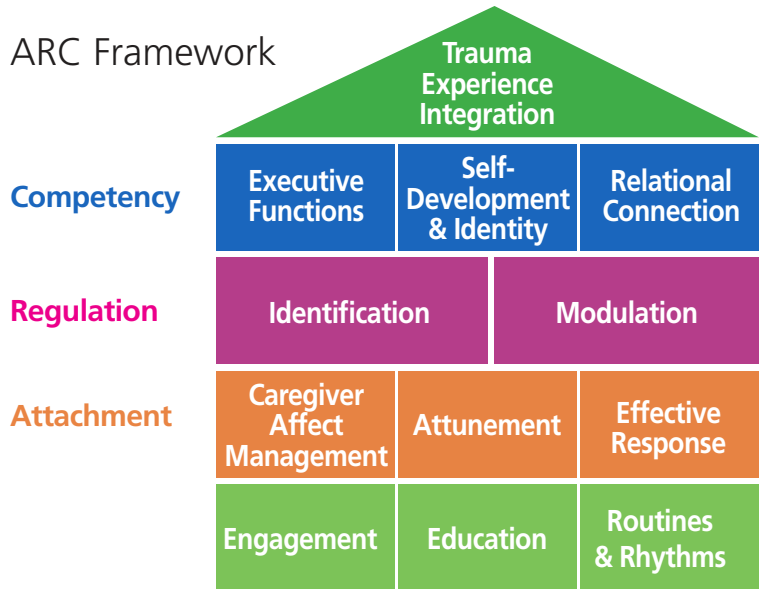 ARC Framework
Trauma
Experience
Integration
Competency
Executive
Functions
Self-
Development
& Identity
Relational
Connection
Regulation
Identification
Modulation
Attachment
Caregiver
Affect
Management
Attunement
Effective
Response
Engagement
Education
Routines
& Rhythms